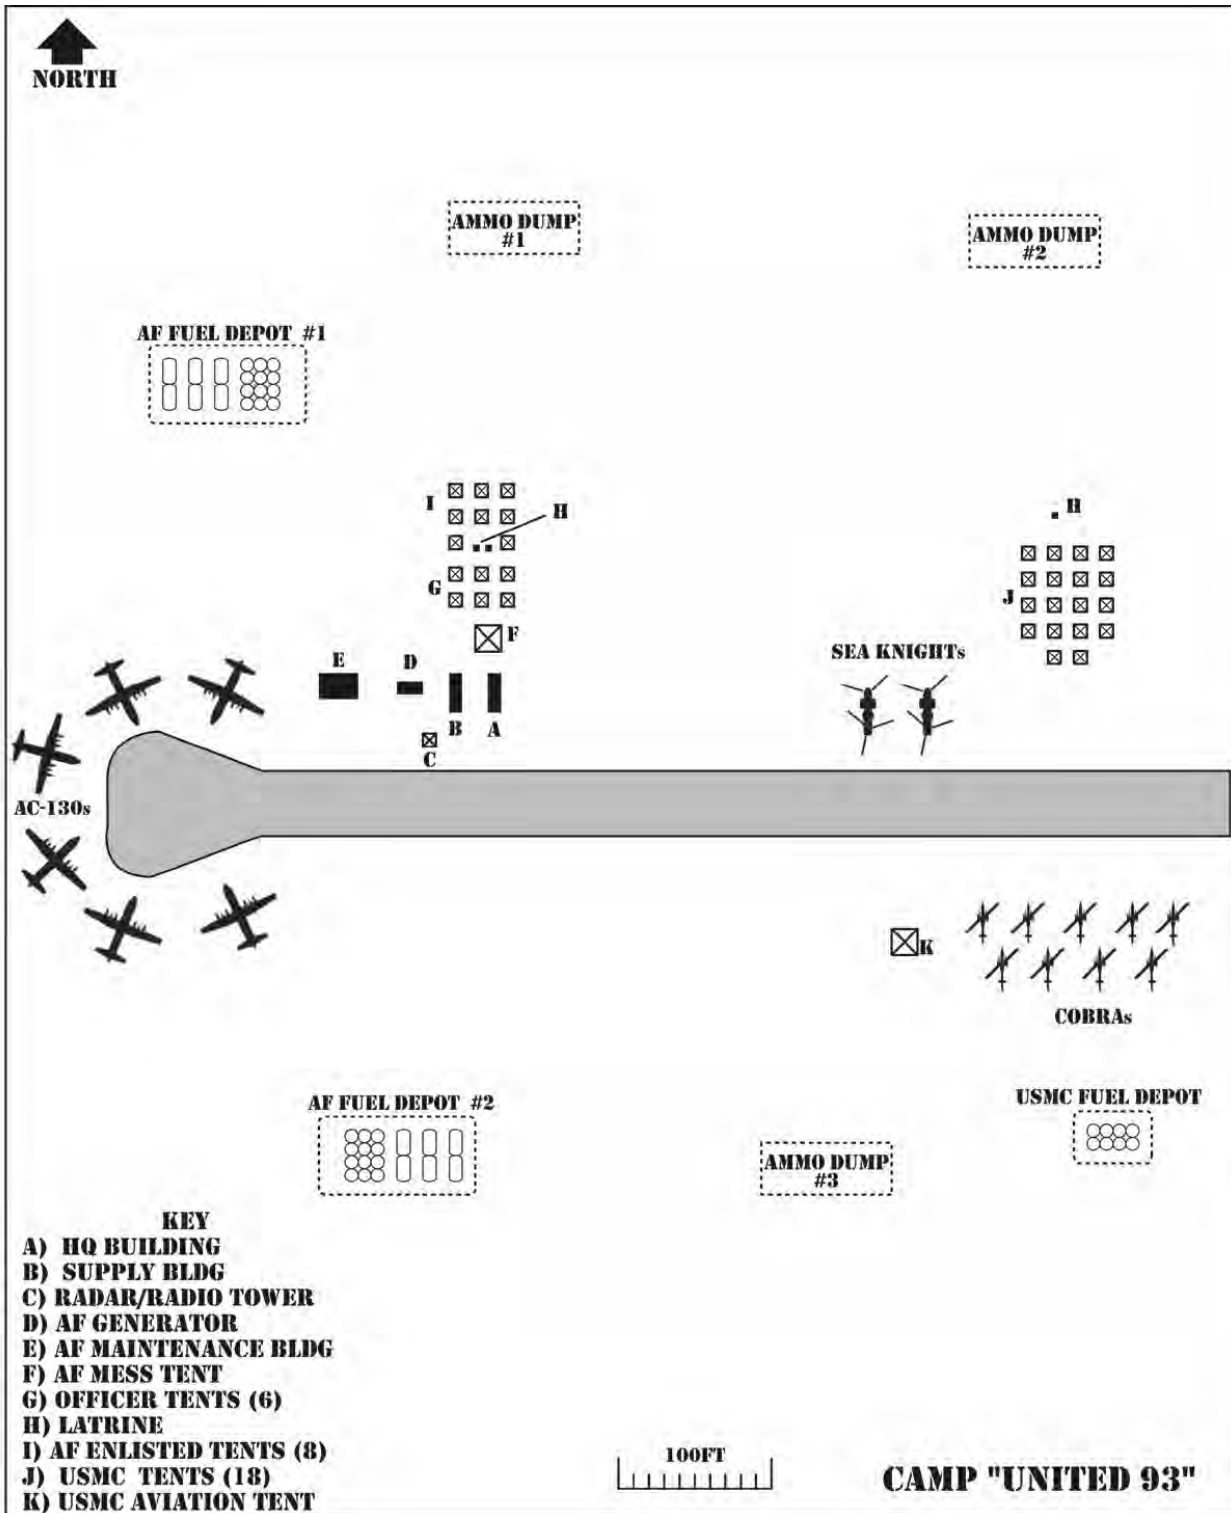 NORTH
AMMO DUMP
#1
AMMO DUMP
#2
AF FUEL DEPOT #1
I
H
H
G
J
F
SEA KNIGHTs
E
D
B
A
C
AC-130s
K
COBRAs
AF FUEL DEPOT #2
USMC FUEL DEPOT
AMMO DUMP
#3
KEY
A) HQ BUILDING
B) SUPPLY BLDG
C) RADAR/RADIO TOWER
D) AF GENERATOR
E) AF MAINTENANCE BLDG
F) AF MESS TENT
G) OFFICER TENTS (6)
H) LATRINE
I) AF ENLISTED TENTS (8)
J) USMC TENTS (18)
K) USMC AVIATION TENT
100FT
CAMP "UNITED 93"